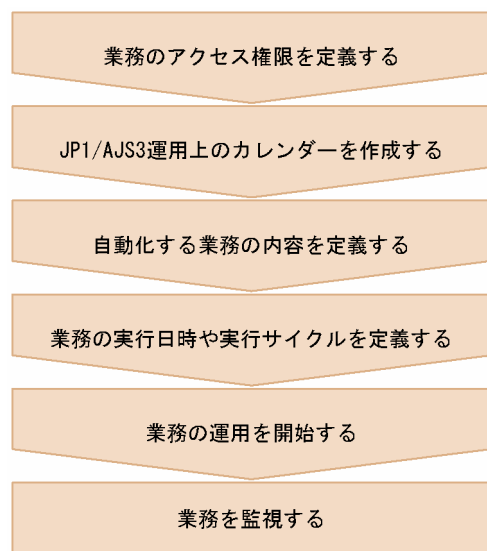 業務のアクセス権限を定義する
JP1/AJS3運用上のカレンダーを作成する
自動化する業務の内容を定義する
業務の実行日時や実行サイクルを定義する
業務の運用を開始する
業務を監視する